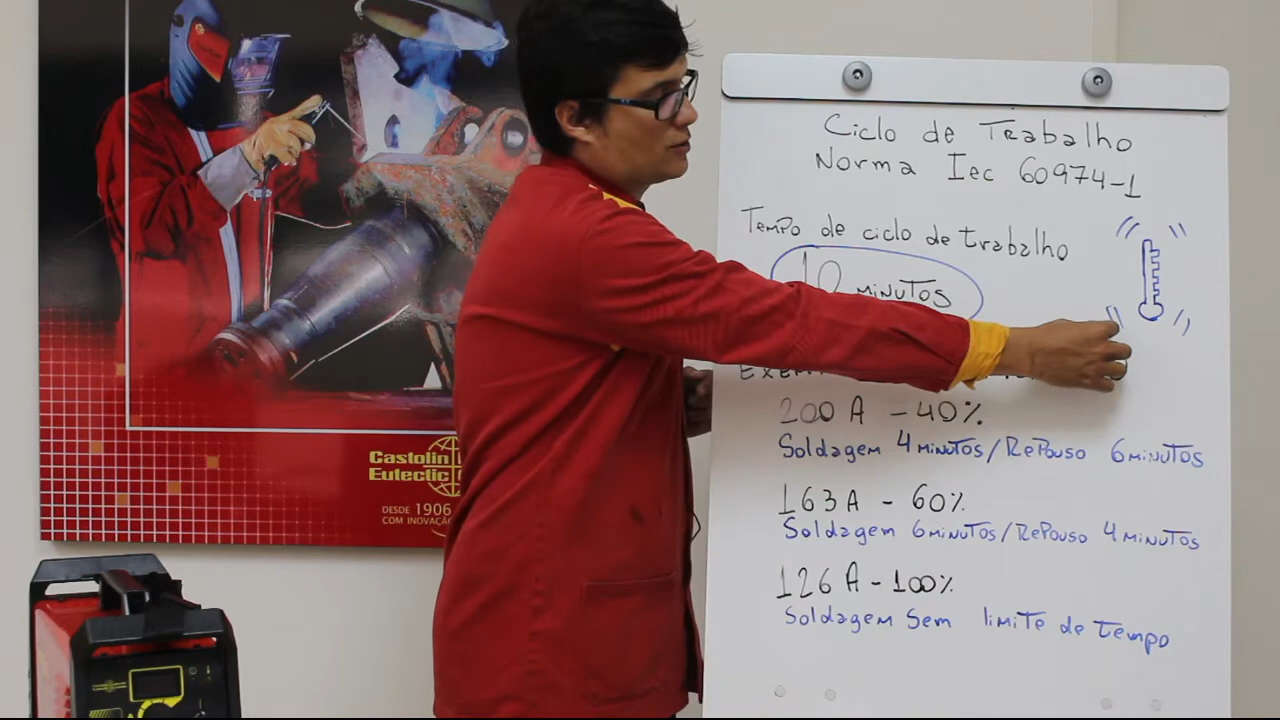 Ciclo de Trabalho
Norma Iec 60974-1
Tempo de ciclo de trabalho
10 minutos
200 A - 40%
Soldagem 4 minutos/Repouso 6 minutos
163 A - 60%
Soldagem 6 minutos/Repouso 4 minutos
126 A - 100%
Soldagem Sem limite de tempo
Castolin
Eutectic
DESDE 1906